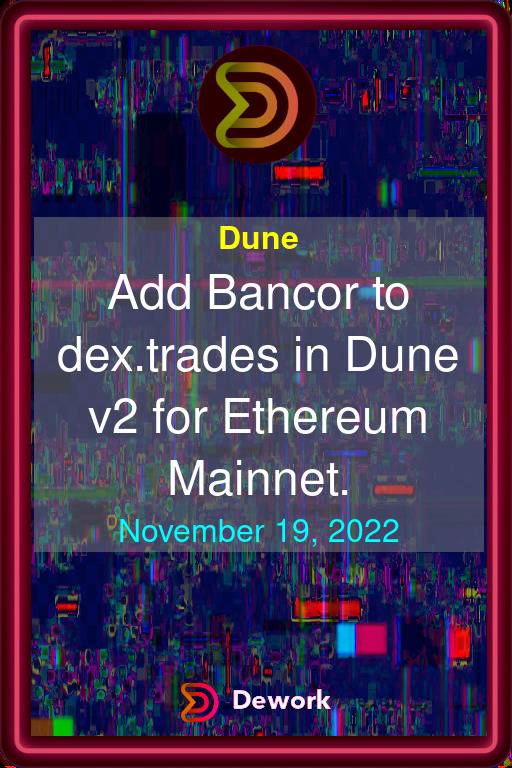 Dune
Add Bancor to
dex.trades in Dune
v2 for Ethereum
Mainnet.
November 19, 2022
Dework